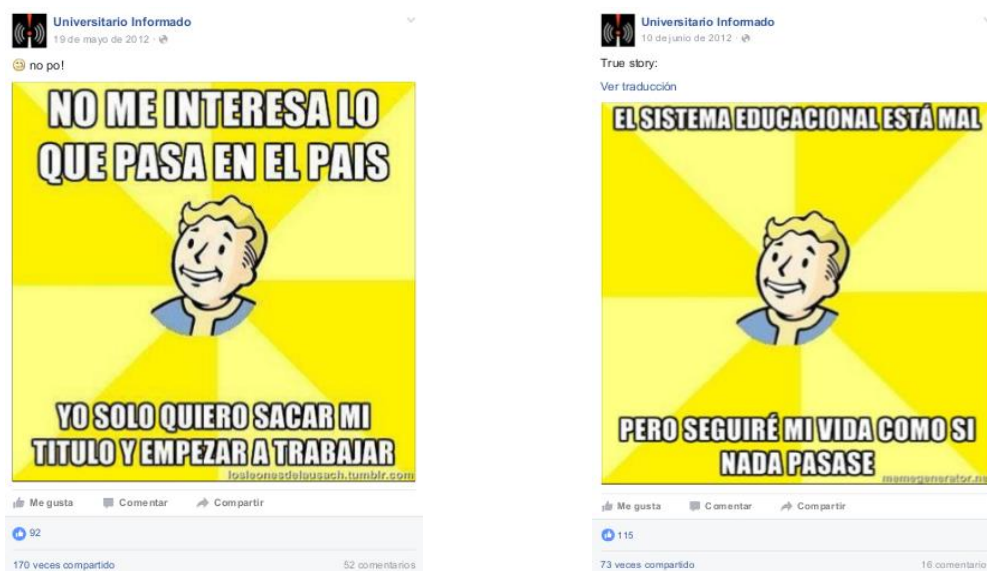 Universitario Informado
19 de mayo de 2012
no po!
NO ME INTERESA LO
QUE PASA EN EL PAIS
YO SOLO QUIERO SACAR MI
TITULO Y EMPEZAR A TRABAJAR
losleonesdelausach.tumblr.com
Me gusta Comentar Compartir
92
170 veces compartido 52 comentarios
Universitario Informado
10 de junio de 2012
True story:
Ver traducción
EL SISTEMA EDUCACIONAL ESTÁ MAL
PERO SEGUIRÉ MI VIDA COMO SI
NADA PASASE
memegenerator.ne
Me gusta Comentar Compartir
115
73 veces compartido 16 comentario